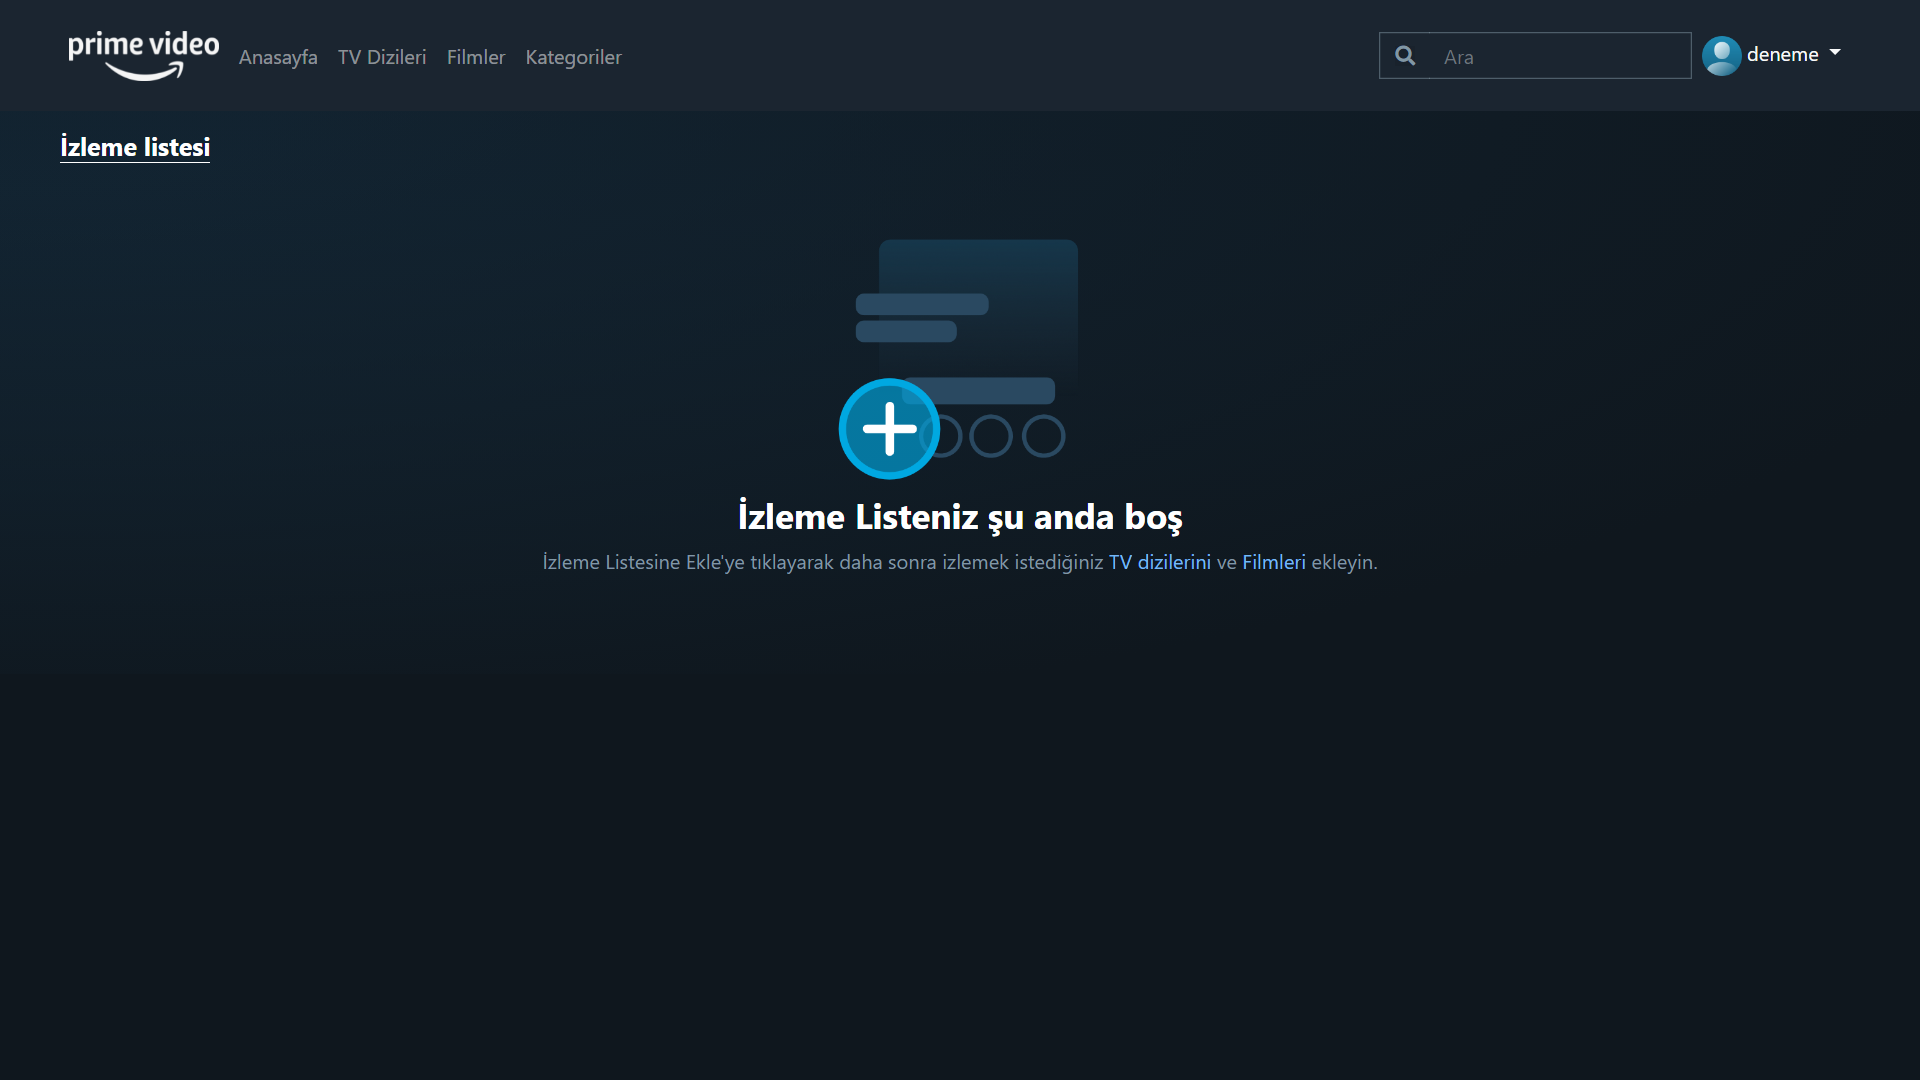 prime video
Anasayfa TV Dizileri Filmler Kategoriler
Ara
deneme
İzleme listesi
İzleme Listeniz şu anda boş
İzleme Listesine Ekle'ye tıklayarak daha sonra izlemek istediğiniz TV dizilerini ve Filmleri ekleyin.